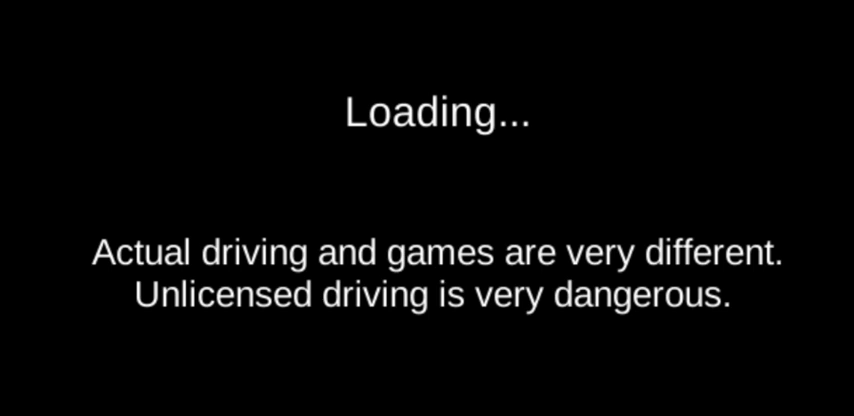 Loading...
Actual driving and games are very different.
Unlicensed driving is very dangerous.